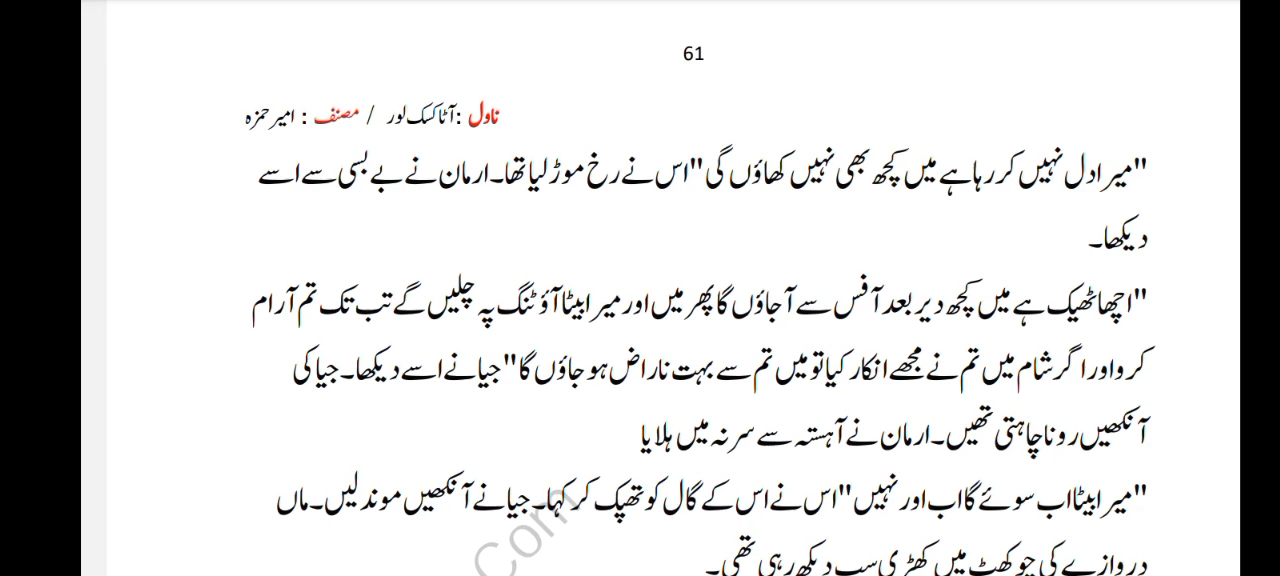 61
ناول :آٹاکسک لور / مصنف : امیر حمزہ
"میرا دل نہیں کر رہا ہے میں کچھ بھی نہیں کھاؤں گی"اس نے رخ موڑ لیا تھا۔ارمان نے بے بسی سے اسے
دیکھا۔
"اچھا ٹھیک ہے میں کچھ دیر بعد آفس سے آ جاؤں گا پھر میں اور میرا بیٹا آؤٹنگ پہ چلیں گے تب تک تم آرام
کرو اور اگر شام میں تم نے مجھے انکار کیا تو میں تم سے بہت ناراض ہو جاؤں گا"جیا نے اسے دیکھا۔جیا کی
آنکھیں رونا چاہتی تھیں۔ارمان نے آہستہ سے سر نہ میں ہلایا
"میرا بیٹا اب سوئے گا اب اور نہیں"اس نے اس کے گال کو تھپک کر کہا۔جیا نے آنکھیں موند لیں۔ماں
دروازے کی چوکھٹ میں کھڑی سب دیکھ رہی تھی۔
Com